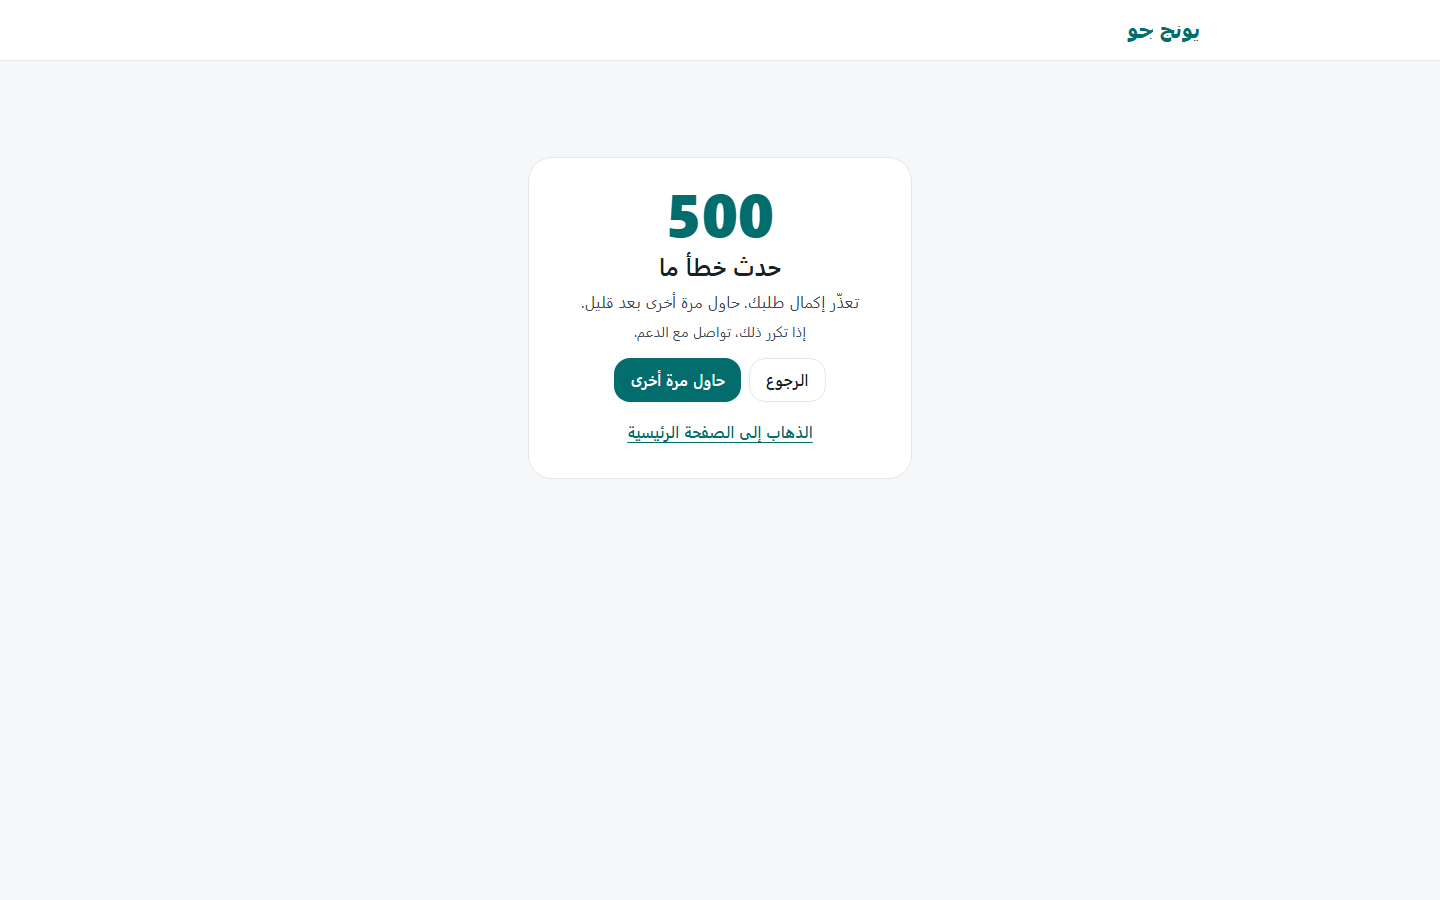 يونج جو
500
حدث خطأ ما
تعذّر إكمال طلبك. حاول مرة أخرى بعد قليل.
إذا تكرر ذلك، تواصل مع الدعم.
الرجوع
حاول مرة أخرى
الذهاب إلى الصفحة الرئيسية